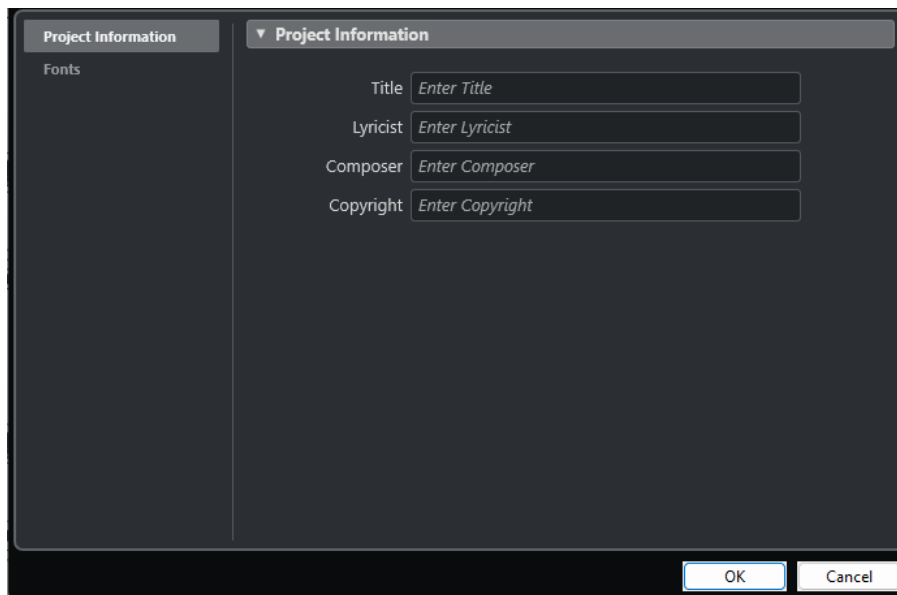 Project Information
Fonts
Project Information
Title Enter Title
Lyricist Enter Lyricist
Composer Enter Composer
Copyright Enter Copyright
OK Cancel